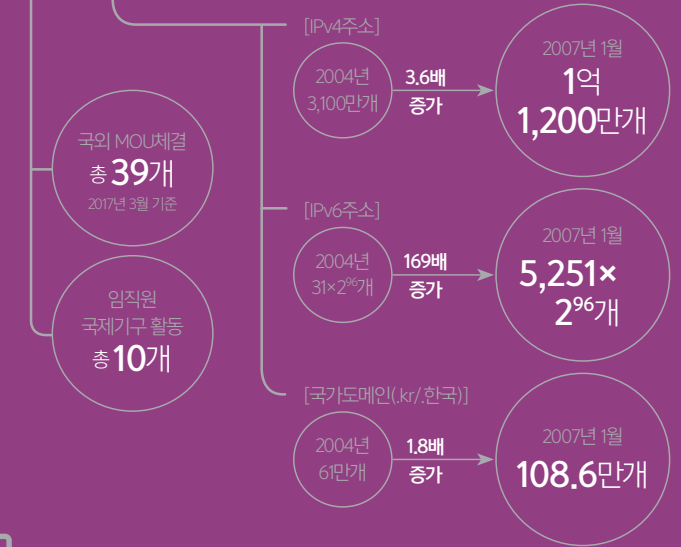 국외 MOU체결
총 39개
2017년 3월 기준
임직원
국제기구 활동
총 10개
[IPv4주소]
2004년
3,100만개
3.6배
증가
2007년 1월
1억
1,200만개
[IPv6주소]
2004년
31×2⁹⁶개
169배
증가
2007년 1월
5,251×
2⁹⁶개
[국가도메인(.kr/.한국)]
2004년
61만개
1.8배
증가
2007년 1월
108.6만개